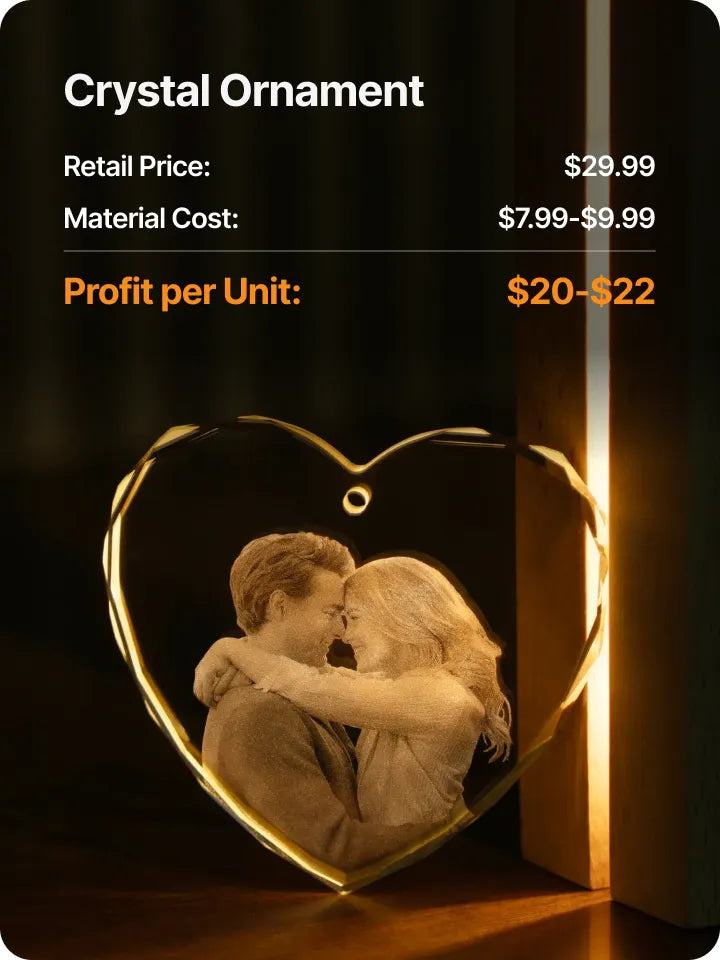 Crystal Ornament
Retail Price: $29.99
Material Cost: $7.99-$9.99
Profit per Unit: $20-$22